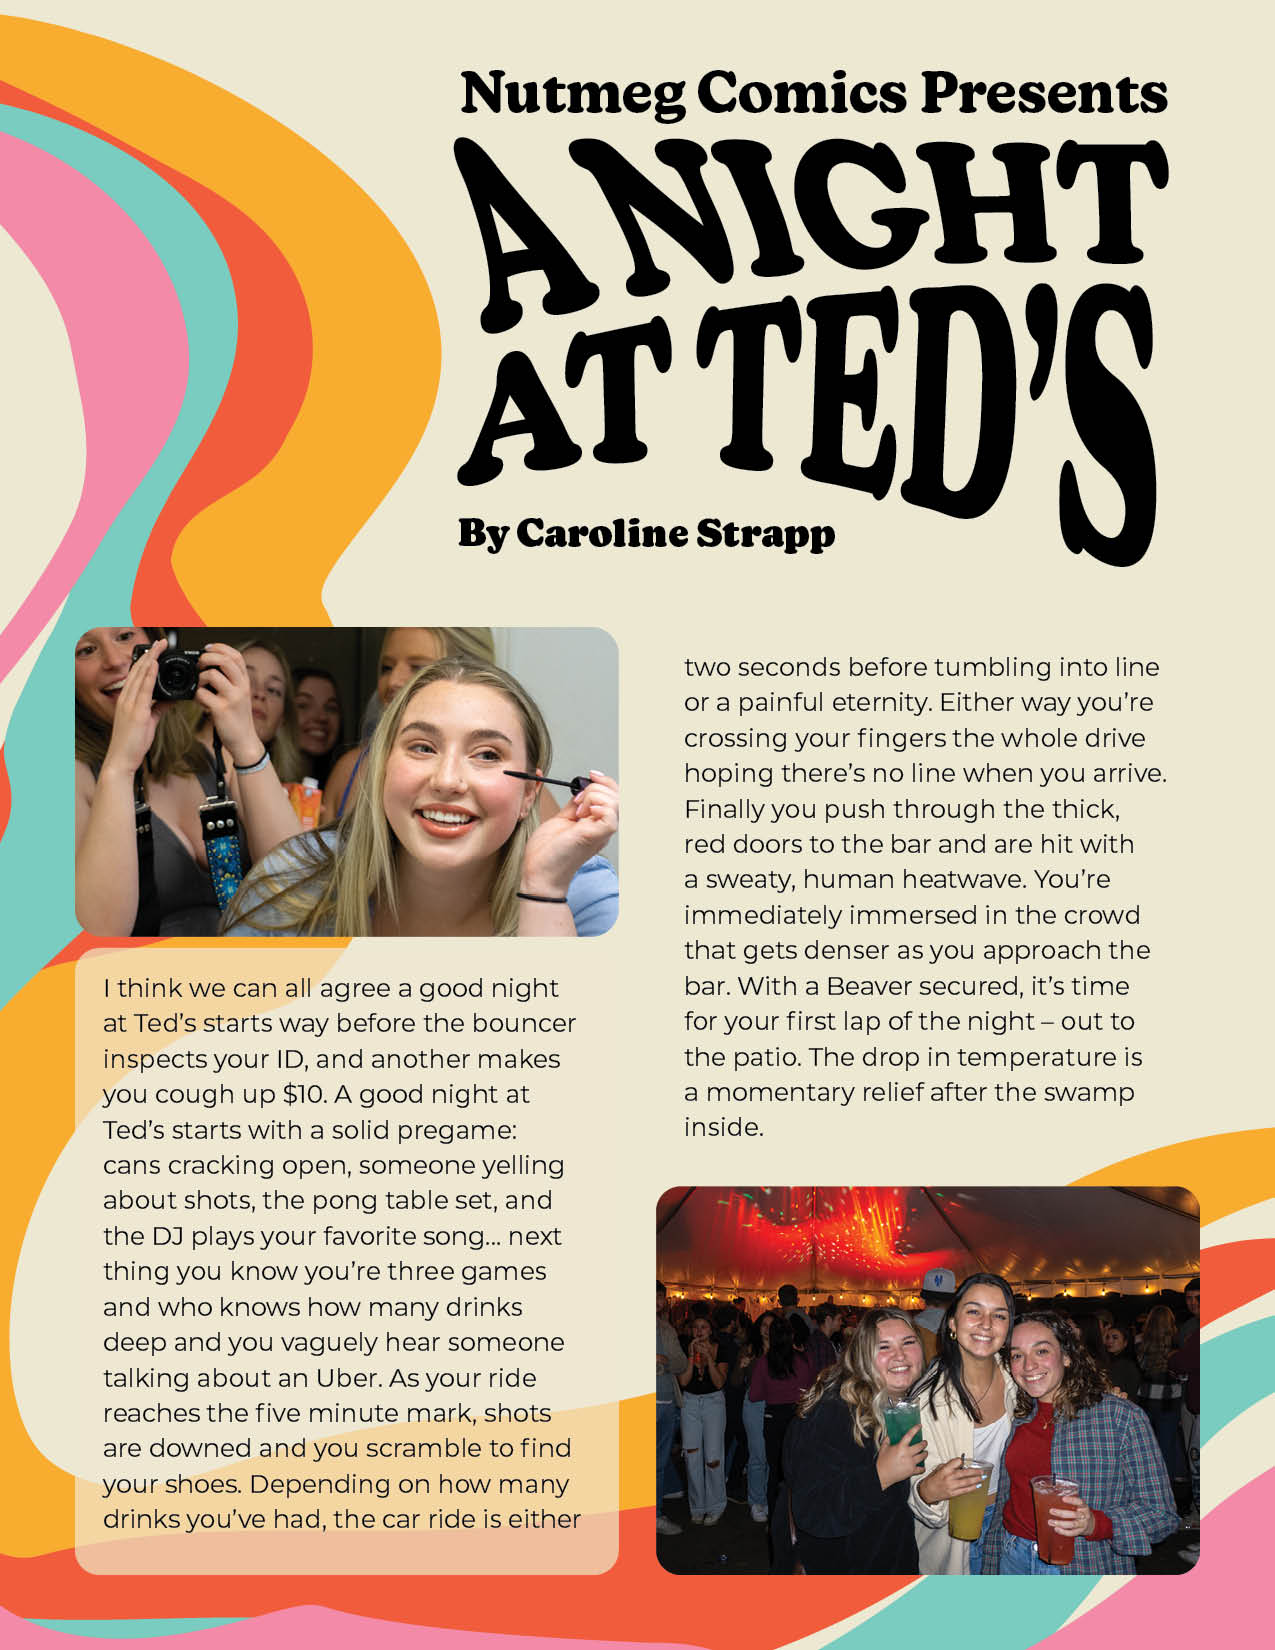 Nutmeg Comics Presents
A NIGHT
AT TED'S
By Caroline Strapp
I think we can all agree a good night
at Ted's starts way before the bouncer
inspects your ID, and another makes
you cough up $10. A good night at
Ted's starts with a solid pregame:
cans cracking open, someone yelling
about shots, the pong table set, and
the DJ plays your favorite song... next
thing you know you're three games
and who knows how many drinks
deep and you vaguely hear someone
talking about an Uber. As your ride
reaches the five minute mark, shots
are downed and you scramble to find
your shoes. Depending on how many
drinks you've had, the car ride is either
two seconds before tumbling into line
or a painful eternity. Either way you're
crossing your fingers the whole drive
hoping there's no line when you arrive.
Finally you push through the thick,
red doors to the bar and are hit with
a sweaty, human heatwave. You're
immediately immersed in the crowd
that gets denser as you approach the
bar. With a Beaver secured, it's time
for your first lap of the night – out to
the patio. The drop in temperature is
a momentary relief after the swamp
inside.